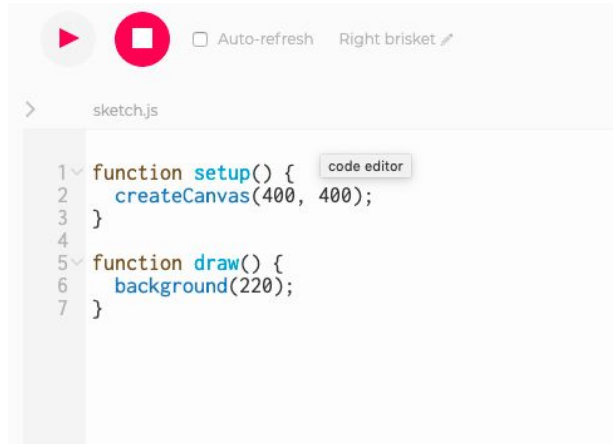 Auto-refresh Right brisket
sketch.js
code editor
1 function setup() {
2   createCanvas(400, 400);
3 }
4
5 function draw() {
6   background(220);
7 }